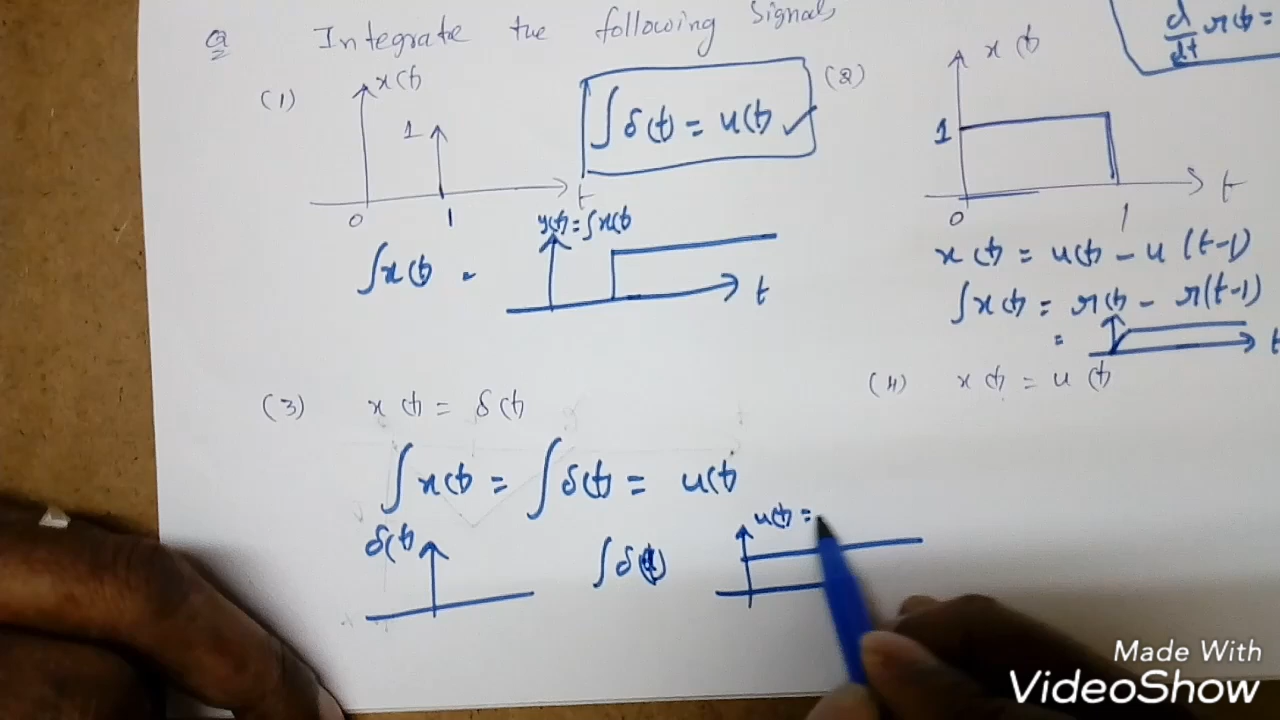 Q Integrate the following Signals
d/dt r(t) =
(1) x(t)
1
0 1 t
∫δ(t) = u(t) ✓
∫x(t) =
y(t) = ∫x(t)
t
(2) x(t)
1
0 1 t
x(t) = u(t) - u(t-1)
∫x(t) = r(t) - r(t-1)
=
t
(3) x(t) = δ(t)
∫x(t) = ∫δ(t) = u(t)
δ(t)
∫δ(t)
u(t) =
(4) x(t) = u(t)
Made With
VideoShow